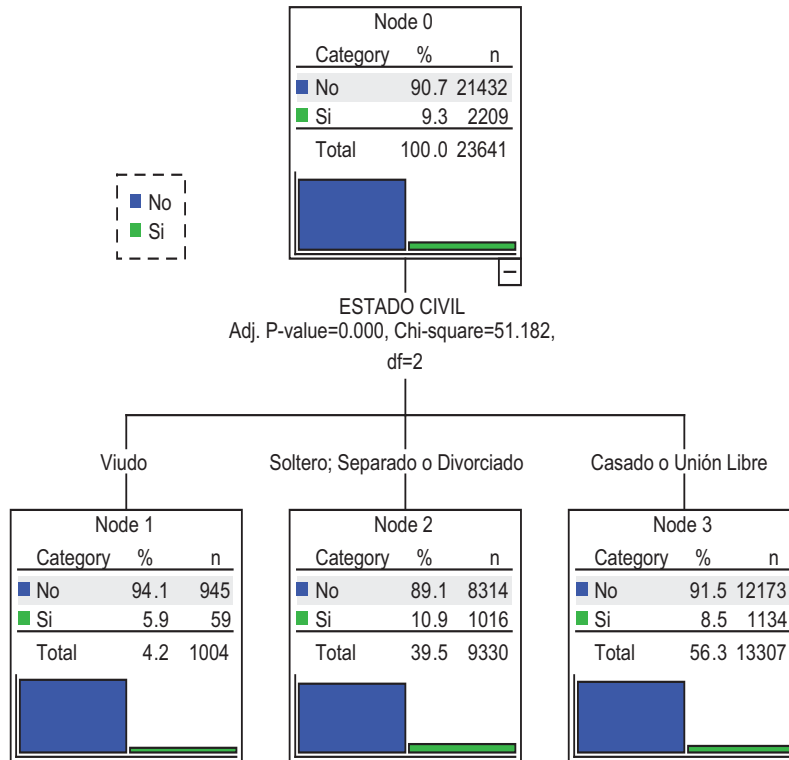 Node 0
Category % n
No 90.7 21432
Si 9.3 2209
Total 100.0 23641
No
Si
−
ESTADO CIVIL
Adj. P-value=0.000, Chi-square=51.182,
df=2
Viudo
Soltero; Separado o Divorciado
Casado o Unión Libre
Node 1
Category % n
No 94.1 945
Si 5.9 59
Total 4.2 1004
Node 2
Category % n
No 89.1 8314
Si 10.9 1016
Total 39.5 9330
Node 3
Category % n
No 91.5 12173
Si 8.5 1134
Total 56.3 13307